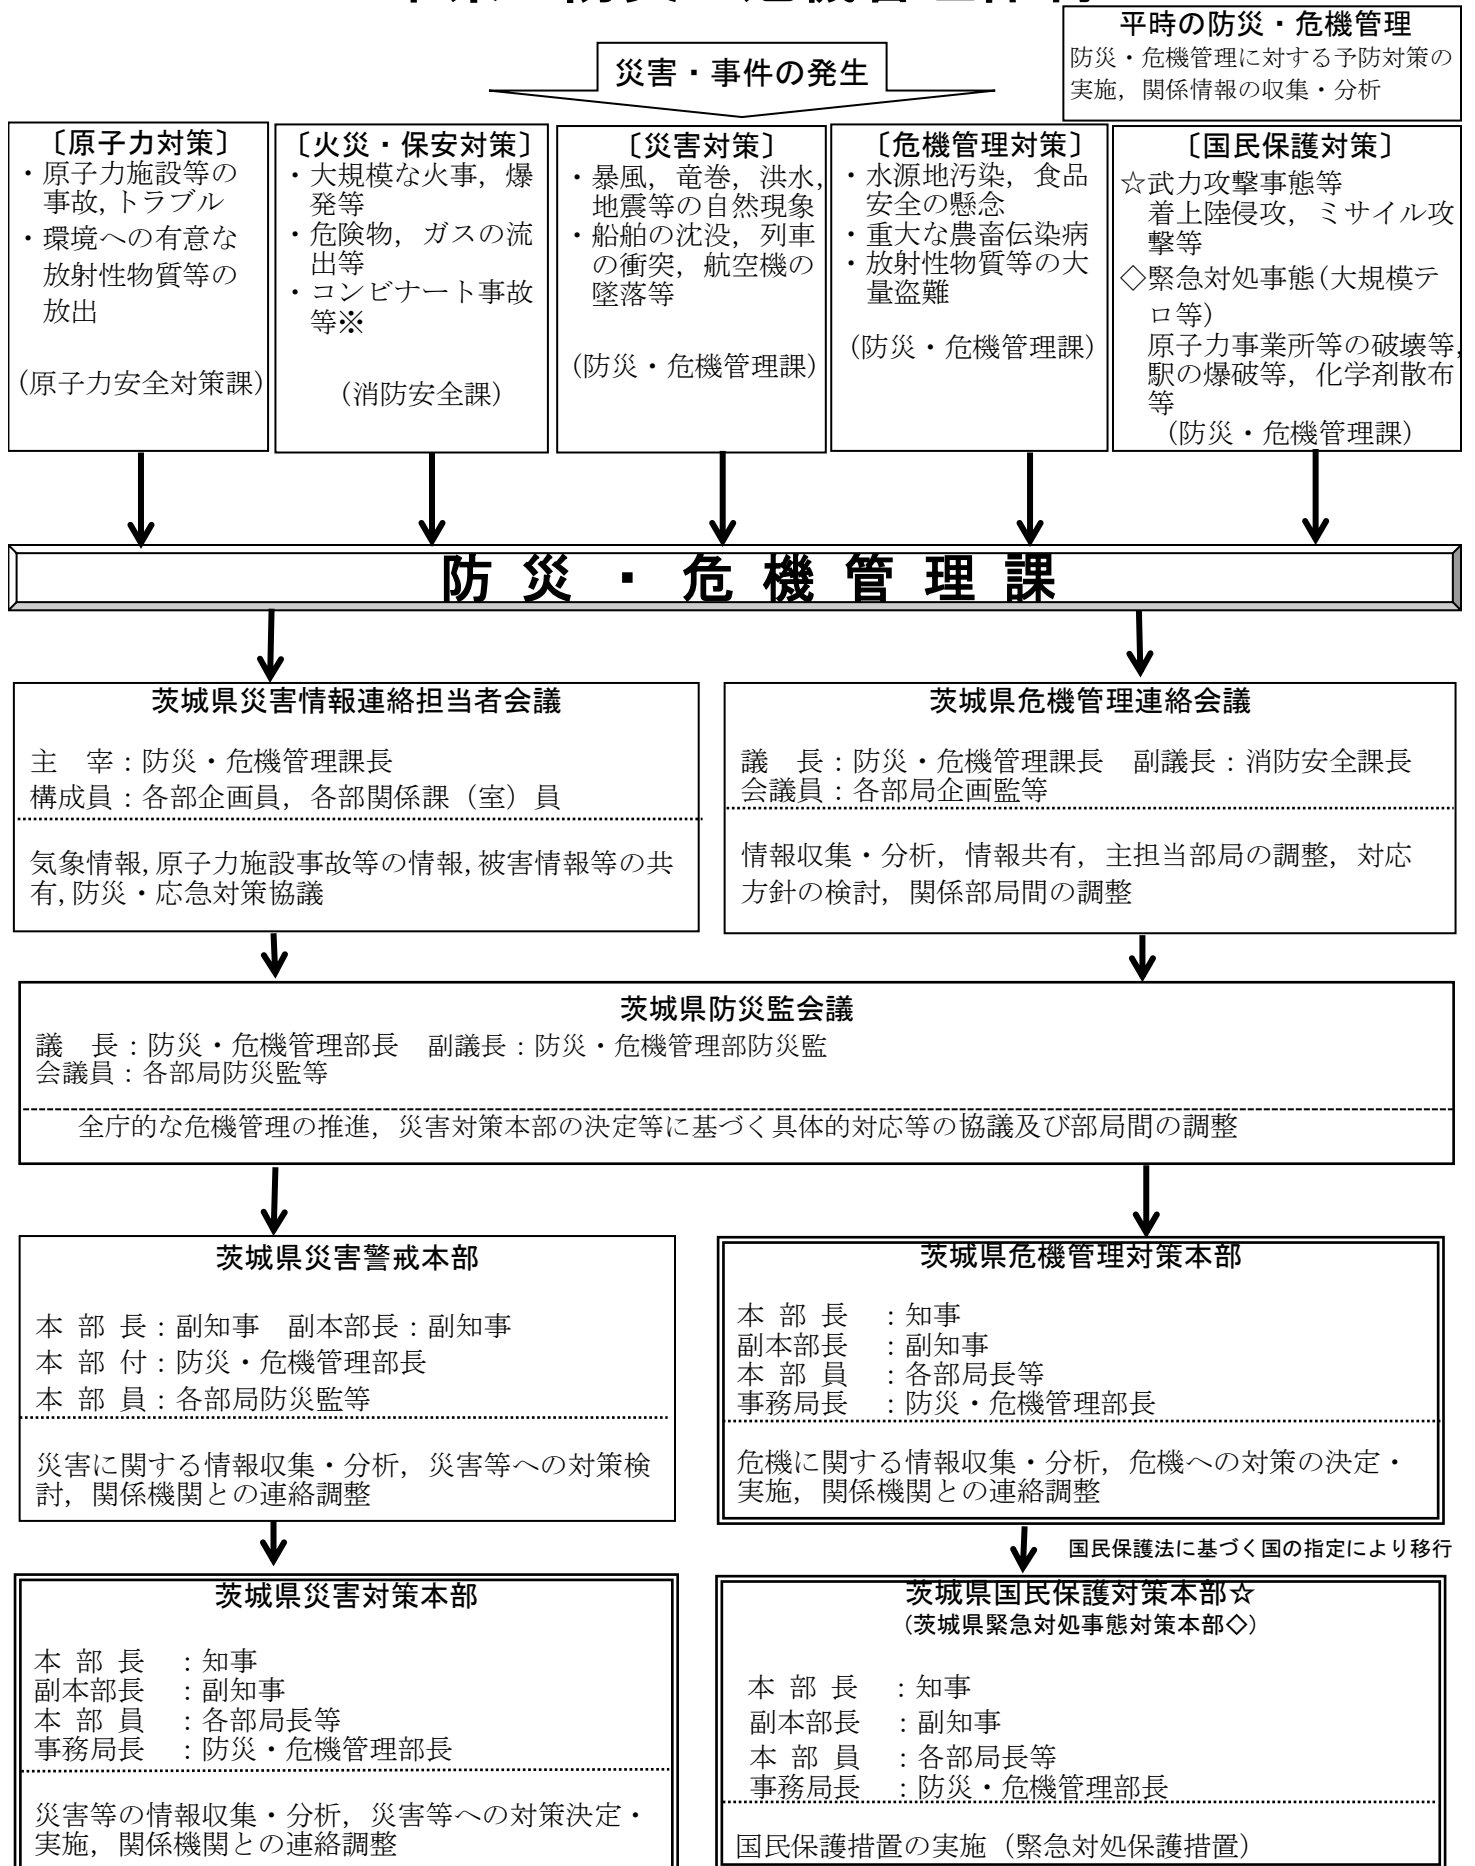 平時の防災・危機管理
防災・危機管理に対する予防対策の
実施，関係情報の収集・分析
災害・事件の発生
〔原子力対策〕
・原子力施設等の
事故,トラブル
・環境への有意な
放射性物質等の
放出
(原子力安全対策課)
〔火災・保安対策〕
・大規模な火事，爆
発等
・危険物，ガスの流
出等
・コンビナート事故
等※
(消防安全課)
〔災害対策〕
・暴風，竜巻，洪水,
地震等の自然現象
・船舶の沈没，列車
の衝突，航空機の
墜落等
(防災・危機管理課)
〔危機管理対策〕
・水源地汚染，食品
安全の懸念
・重大な農畜伝染病
・放射性物質等の大
量盗難
(防災・危機管理課)
〔国民保護対策〕
☆武力攻撃事態等
着上陸侵攻，ミサイル攻
撃等
◇緊急対処事態(大規模テ
ロ等)
原子力事業所等の破壊等,
駅の爆破等，化学剤散布
等
(防災・危機管理課)
防災・危機管理課
茨城県災害情報連絡担当者会議
主　宰：防災・危機管理課長
構成員：各部企画員，各部関係課（室）員
気象情報,原子力施設事故等の情報,被害情報等の共
有,防災・応急対策協議
茨城県危機管理連絡会議
議　長：防災・危機管理課長　副議長：消防安全課長
会議員：各部局企画監等
情報収集・分析，情報共有，主担当部局の調整，対応
方針の検討，関係部局間の調整
茨城県防災監会議
議　長：防災・危機管理部長　副議長：防災・危機管理部防災監
会議員：各部局防災監等
全庁的な危機管理の推進，災害対策本部の決定等に基づく具体的対応等の協議及び部局間の調整
茨城県災害警戒本部
本 部 長：副知事　副本部長：副知事
本 部 付：防災・危機管理部長
本 部 員：各部局防災監等
災害に関する情報収集・分析，災害等への対策検
討，関係機関との連絡調整
茨城県危機管理対策本部
本 部 長　：知事
副本部長　：副知事
本 部 員　：各部局長等
事務局長　：防災・危機管理部長
危機に関する情報収集・分析，危機への対策の決定・
実施，関係機関との連絡調整
国民保護法に基づく国の指定により移行
茨城県災害対策本部
本 部 長　：知事
副本部長　：副知事
本 部 員　：各部局長等
事務局長　：防災・危機管理部長
災害等の情報収集・分析，災害等への対策決定・
実施，関係機関との連絡調整
茨城県国民保護対策本部☆
(茨城県緊急対処事態対策本部◇)
本 部 長　：知事
副本部長　：副知事
本 部 員　：各部局長等
事務局長　：防災・危機管理部長
国民保護措置の実施（緊急対処保護措置）